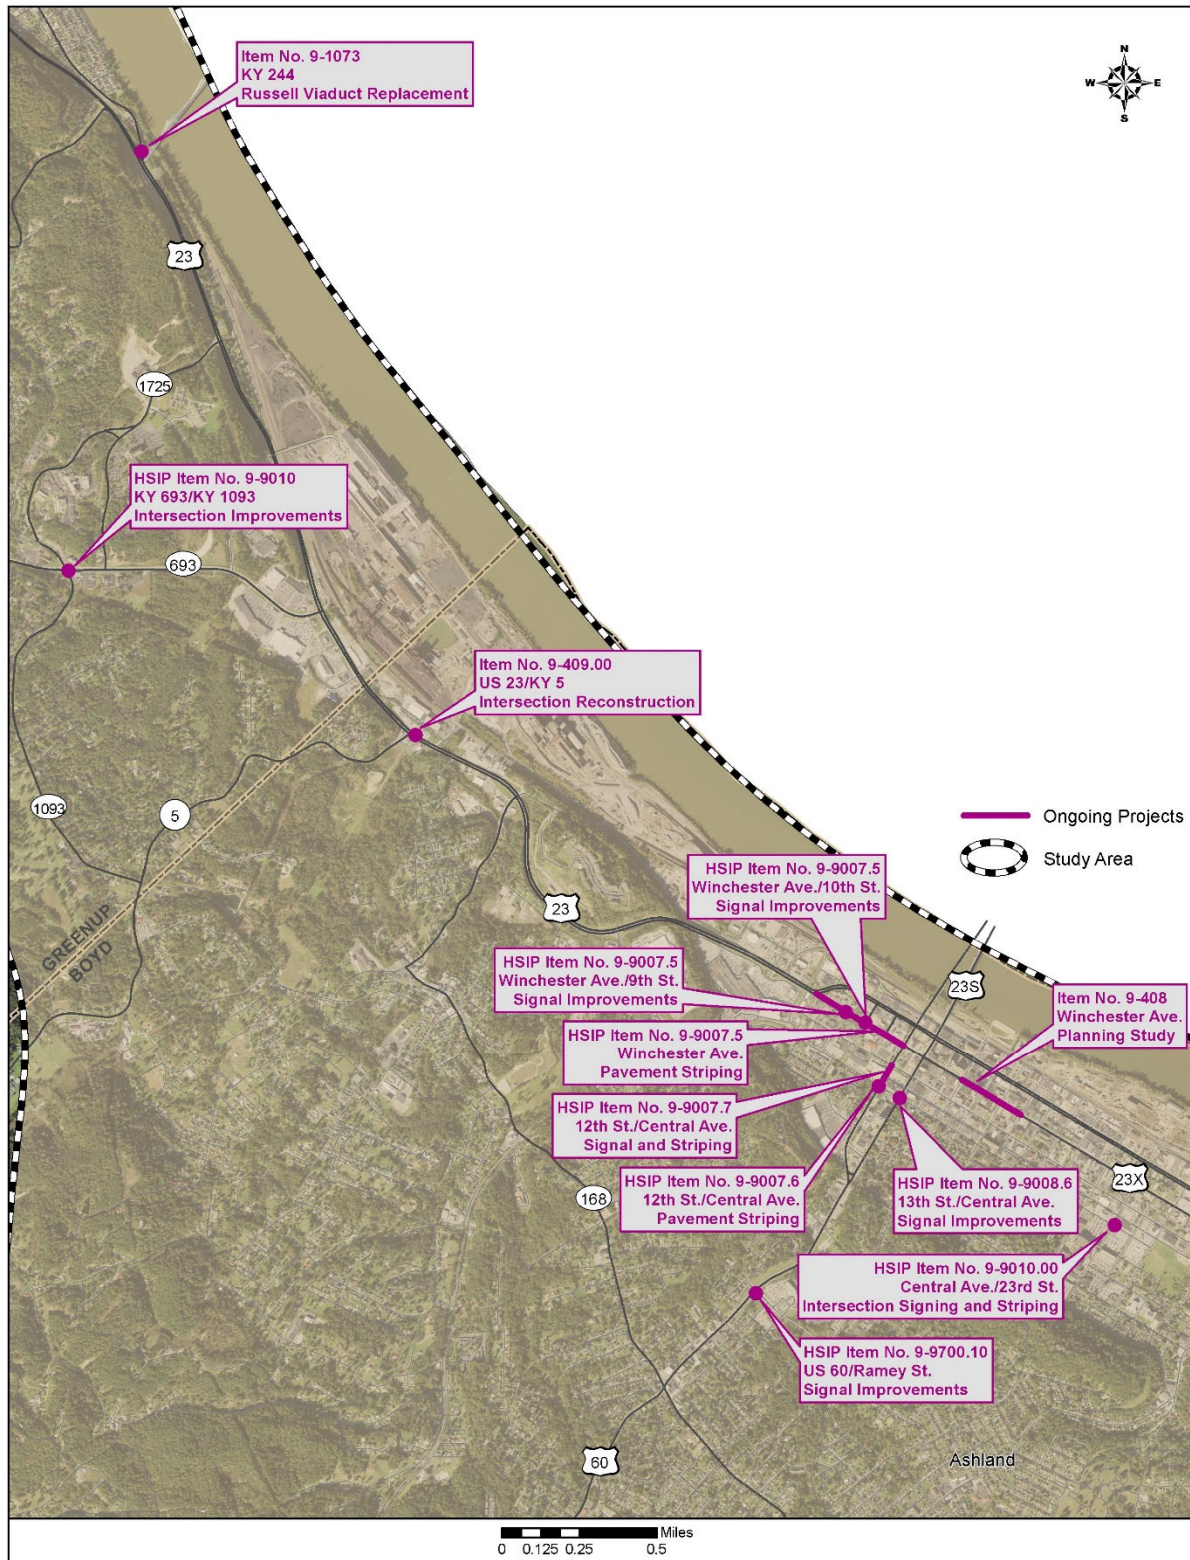 Item No. 9-1073
KY 244
Russell Viaduct Replacement
N
W
E
S
23
1725
HSIP Item No. 9-9010
KY 693/KY 1093
Intersection Improvements
693
Item No. 9-409.00
US 23/KY 5
Intersection Reconstruction
1093
5
GREENUP
BOYD
Ongoing Projects
Study Area
23
HSIP Item No. 9-9007.5
Winchester Ave./10th St.
Signal Improvements
HSIP Item No. 9-9007.5
Winchester Ave./9th St.
Signal Improvements
23S
Item No. 9-408
Winchester Ave.
Planning Study
HSIP Item No. 9-9007.5
Winchester Ave.
Pavement Striping
HSIP Item No. 9-9007.7
12th St./Central Ave.
Signal and Striping
HSIP Item No. 9-9007.6
12th St./Central Ave.
Pavement Striping
HSIP Item No. 9-9008.6
13th St./Central Ave.
Signal Improvements
23X
168
HSIP Item No. 9-9010.00
Central Ave./23rd St.
Intersection Signing and Striping
HSIP Item No. 9-9700.10
US 60/Ramey St.
Signal Improvements
60
Ashland
Miles
0 0.125 0.25 0.5